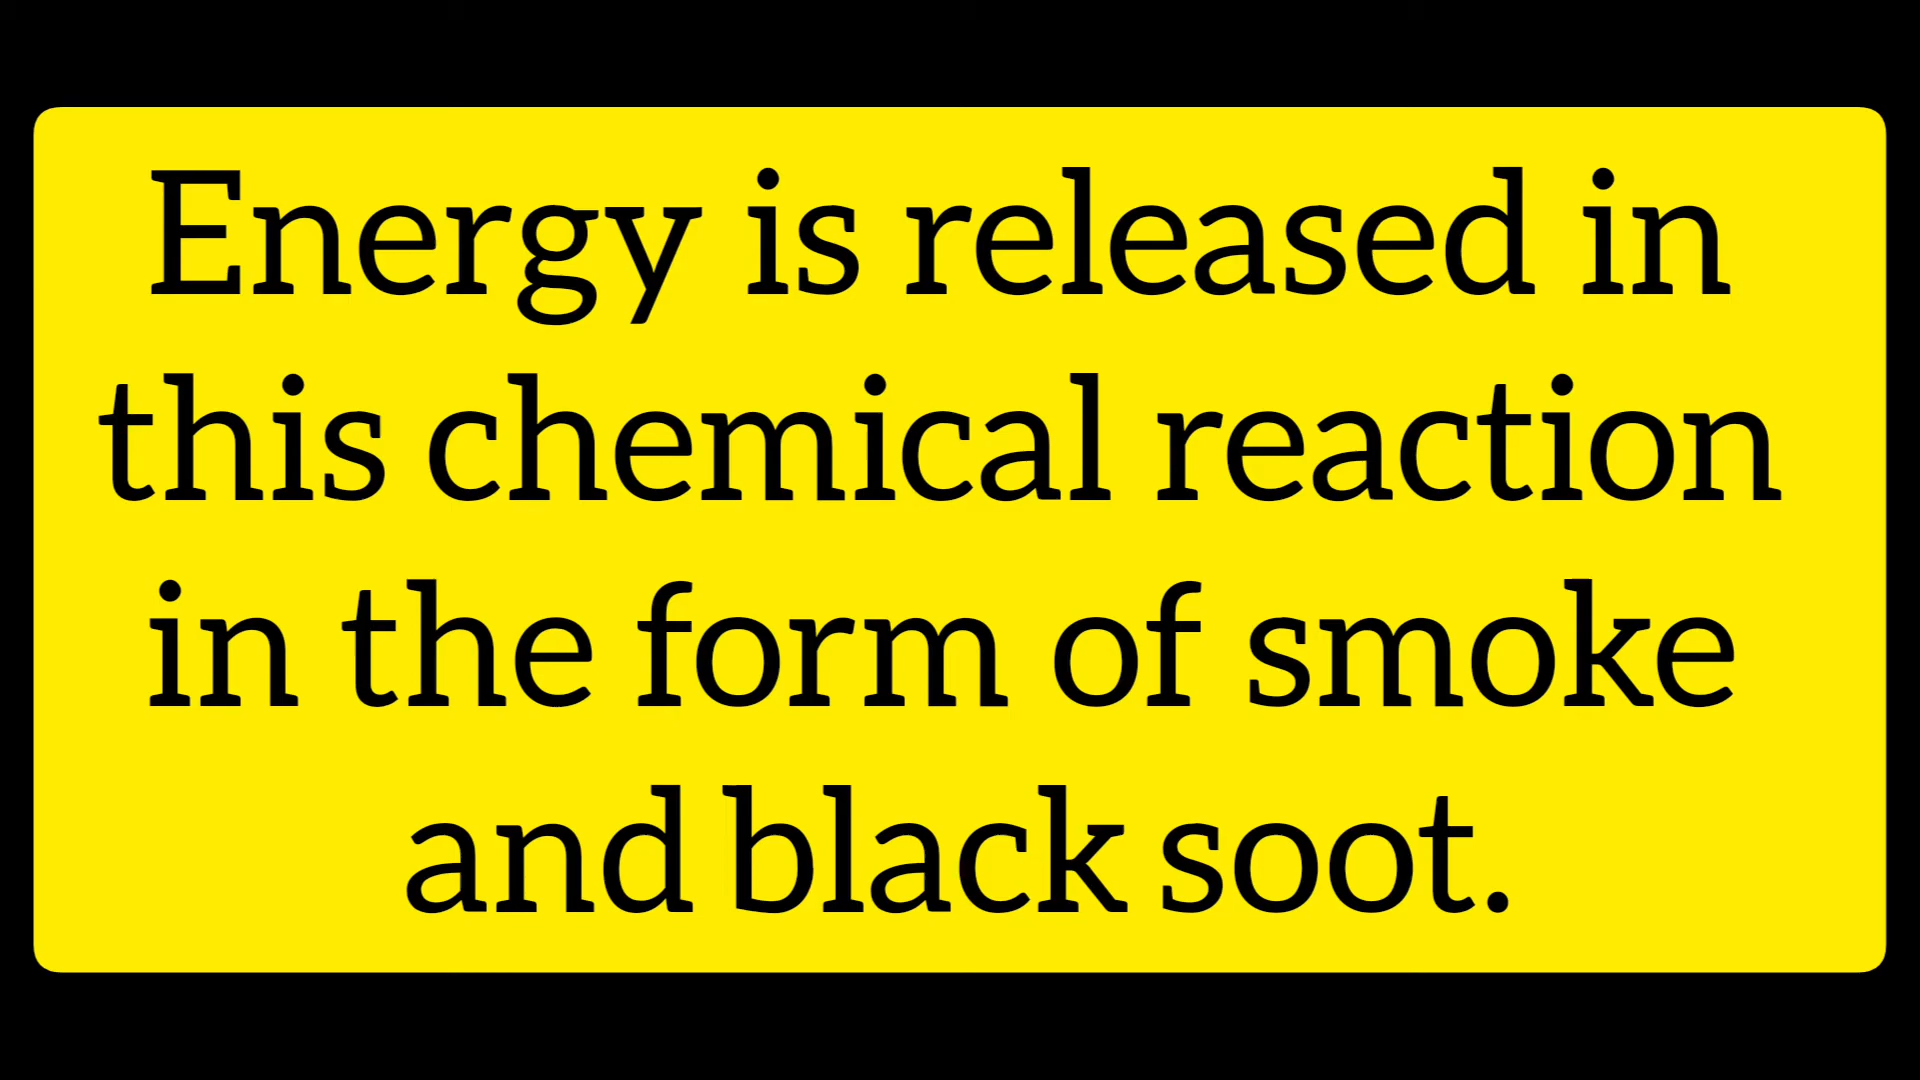 Energy is released in
this chemical reaction
in the form of smoke
and black soot.